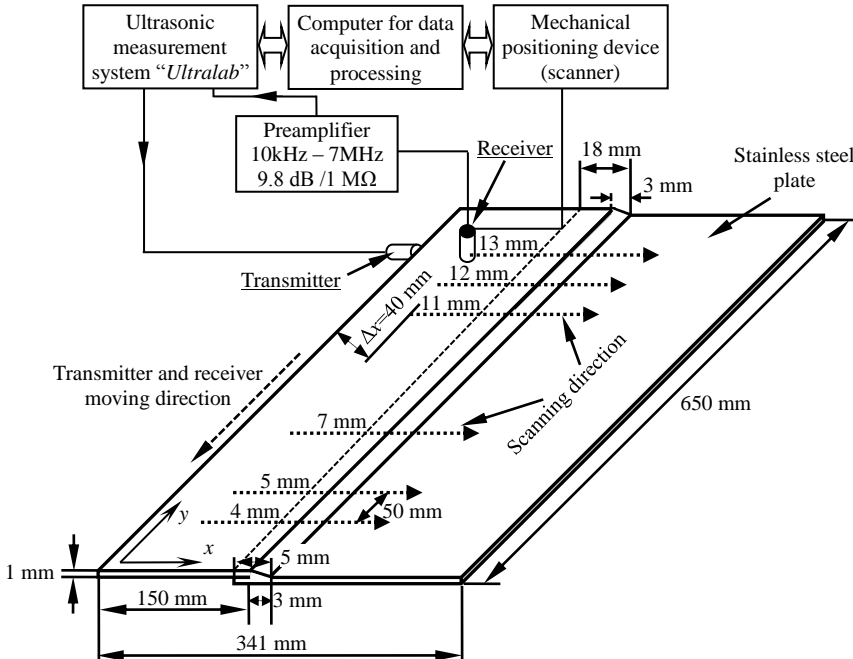 Ultrasonic
measurement
system “Ultralab”
Computer for data
acquisition and
processing
Mechanical
positioning device
(scanner)
Preamplifier
10kHz – 7MHz
9.8 dB /1 MΩ
Receiver
18 mm
Stainless steel
plate
3 mm
Transmitter
13 mm
12 mm
11 mm
Δx=40 mm
Transmitter and receiver
moving direction
Scanning direction
650 mm
7 mm
5 mm
4 mm
50 mm
y
x
5 mm
1 mm
150 mm
3 mm
341 mm